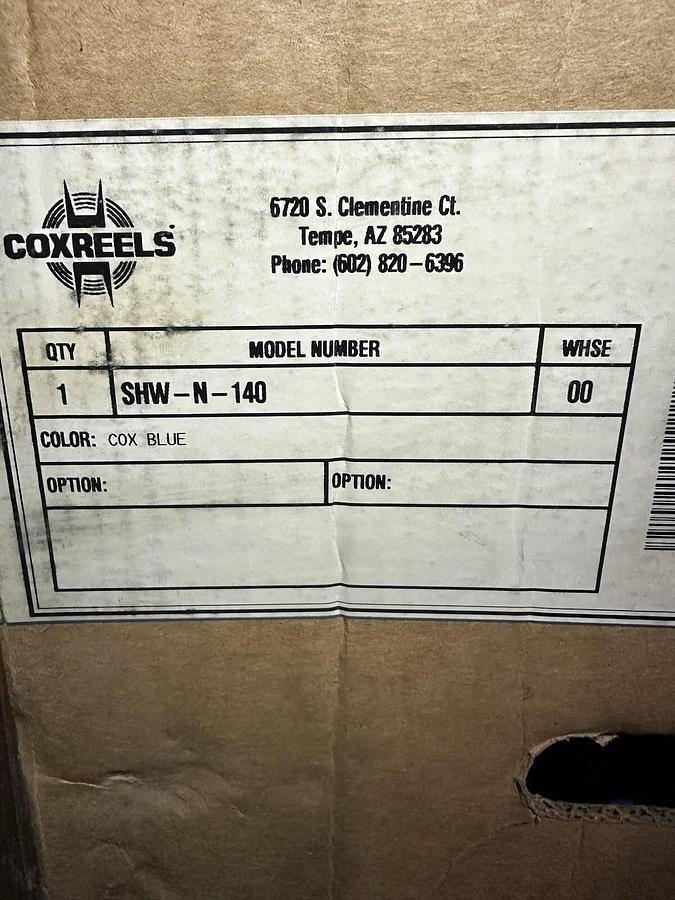 COXREELS
6720 S. Clementine Ct.
Tempe, AZ 85283
Phone: (602) 820-6396
QTY MODEL NUMBER WHSE
1 SHW-N-140 00
COLOR: COX BLUE
OPTION: OPTION: